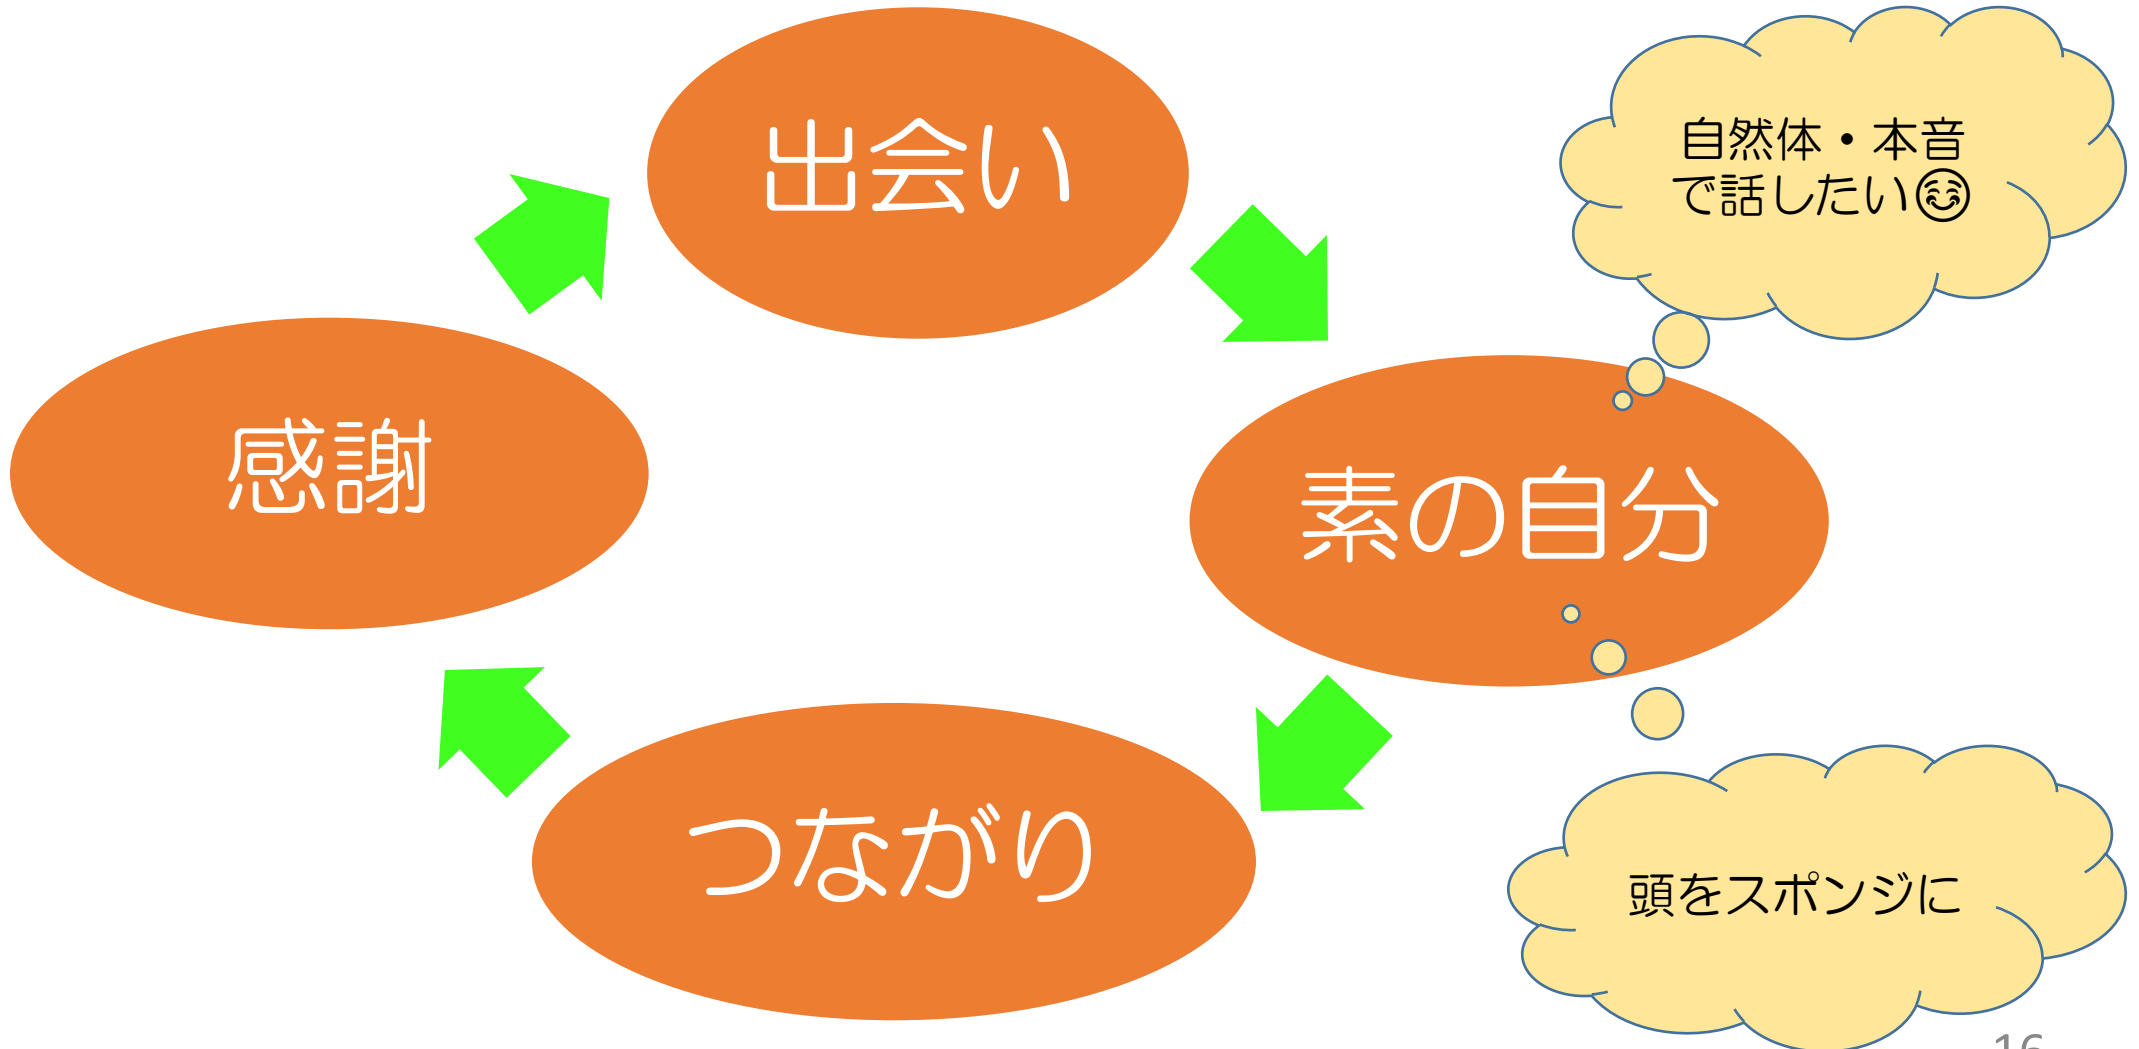 出会い
自然体・本音
で話したい😊
感謝
素の自分
つながり
頭をスポンジに
16